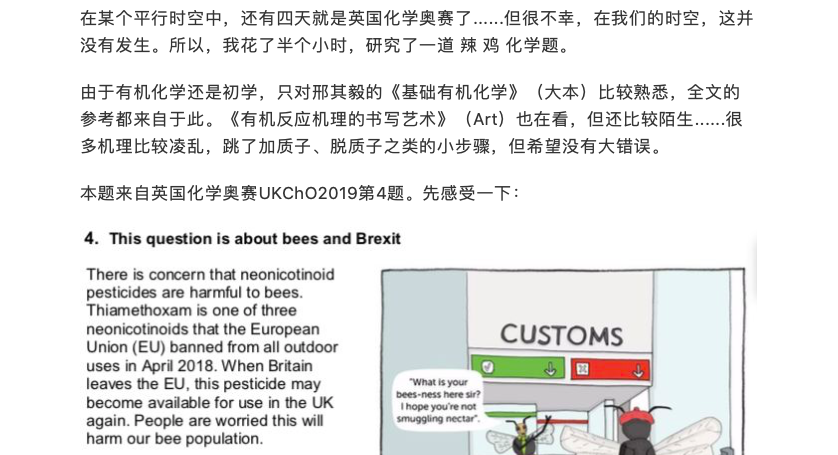 在某个平行时空中，还有四天就是英国化学奥赛了......但很不幸，在我们的时空，这并
没有发生。所以，我花了半个小时，研究了一道 辣 鸡 化学题。
由于有机化学还是初学，只对邢其毅的《基础有机化学》（大本）比较熟悉，全文的
参考都来自于此。《有机反应机理的书写艺术》（Art）也在看，但还比较陌生......很
多机理比较凌乱，跳了加质子、脱质子之类的小步骤，但希望没有大错误。
本题来自英国化学奥赛UKChO2019第4题。先感受一下：
4. This question is about bees and Brexit
There is concern that neonicotinoid
pesticides are harmful to bees.
Thiamethoxam is one of three
neonicotinoids that the European
Union (EU) banned from all outdoor
uses in April 2018. When Britain
leaves the EU, this pesticide may
become available for use in the UK
again. People are worried this will
harm our bee population.
CUSTOMS
"What is your
bees-ness here sir?
I hope you're not
smuggling nectar".